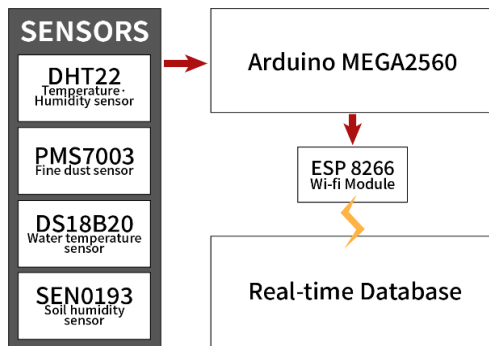 SENSORS
DHT22
Temperature·
Humidity sensor
PMS7003
Fine dust sensor
DS18B20
Water temperature
sensor
SEN0193
Soil humidity
sensor
Arduino MEGA2560
ESP 8266
Wi-fi Module
Real-time Database